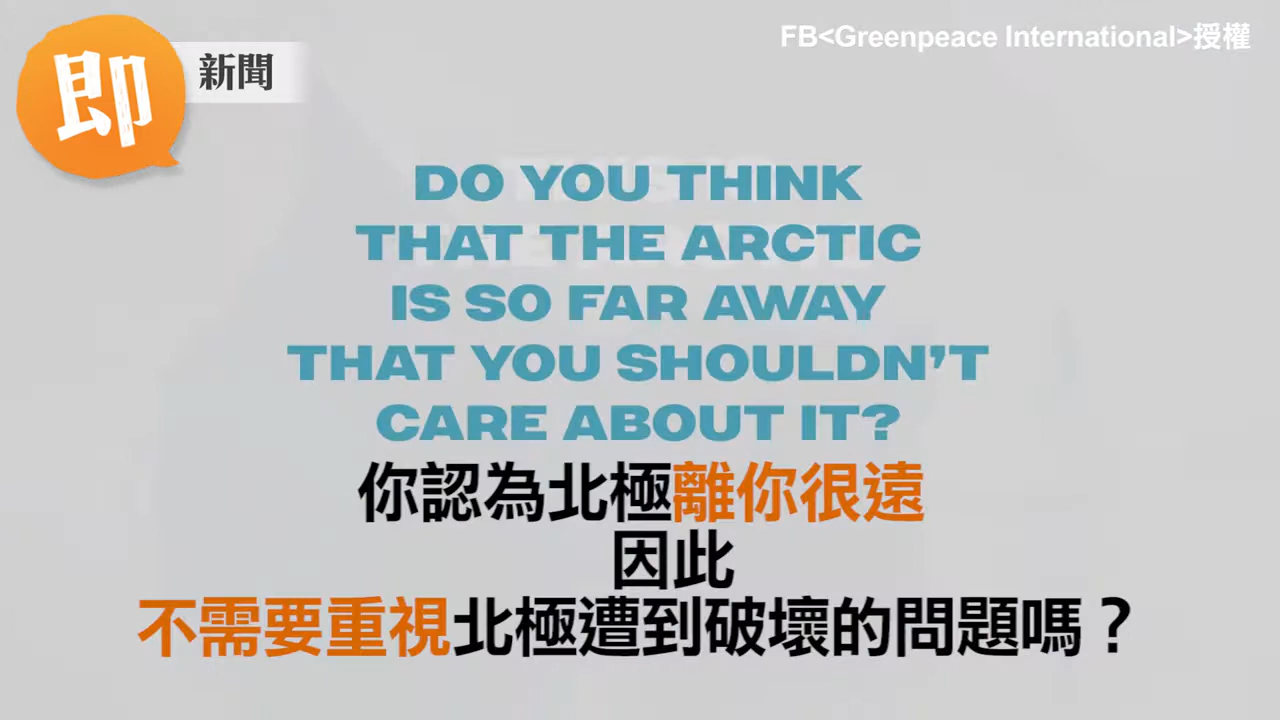 即
新聞
FB<Greenpeace International>授權
DO YOU THINK
THAT THE ARCTIC
IS SO FAR AWAY
THAT YOU SHOULDN'T
CARE ABOUT IT?
你認為北極離你很遠
因此
不需要重視北極遭到破壞的問題嗎？